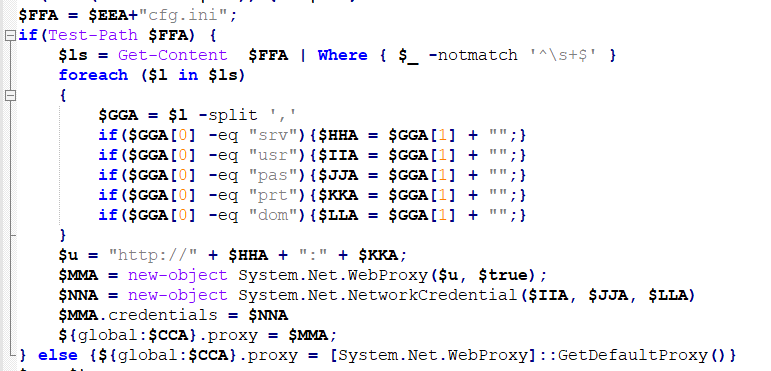 $FFA = $EEA+"cfg.ini";
if(Test-Path $FFA) {
$ls = Get-Content $FFA | Where { $_ -notmatch '^\s+$' }
foreach ($l in $ls)
{
$GGA = $l -split ','
if($GGA[0] -eq "srv"){$HHA = $GGA[1] + "";}
if($GGA[0] -eq "usr"){$IIA = $GGA[1] + "";}
if($GGA[0] -eq "pas"){$JJA = $GGA[1] + "";}
if($GGA[0] -eq "prt"){$KKA = $GGA[1] + "";}
if($GGA[0] -eq "dom"){$LLA = $GGA[1] + "";}
}
$u = "http://" + $HHA + ":" + $KKA;
$MMA = new-object System.Net.WebProxy($u, $true);
$NNA = new-object System.Net.NetworkCredential($IIA, $JJA, $LLA)
$MMA.credentials = $NNA
${global:$CCA}.proxy = $MMA;
} else {${global:$CCA}.proxy = [System.Net.WebProxy]::GetDefaultProxy()}